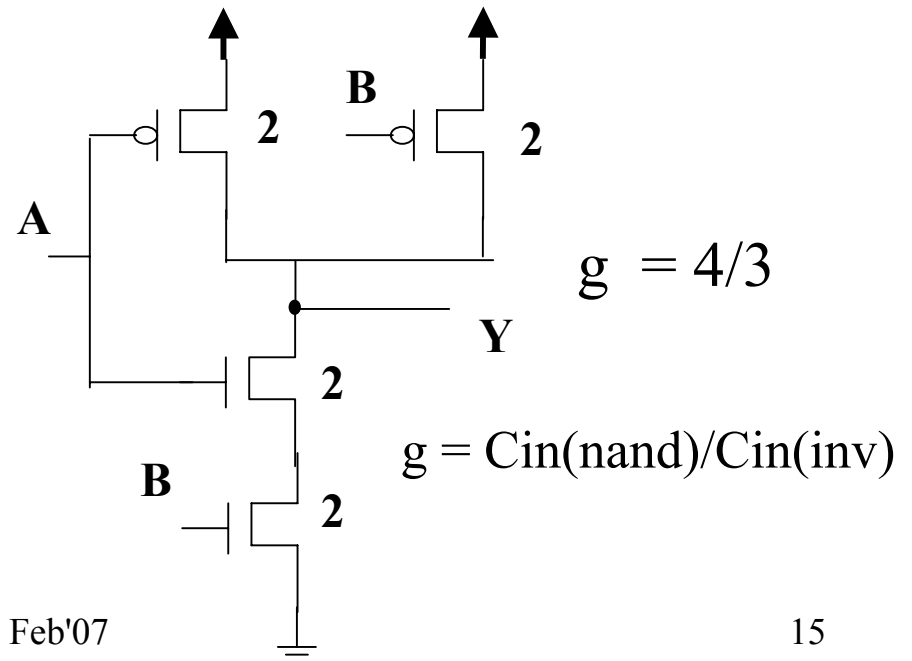 B
2
2
A
g = 4/3
Y
2
g = Cin(nand)/Cin(inv)
B
2
Feb'07
15